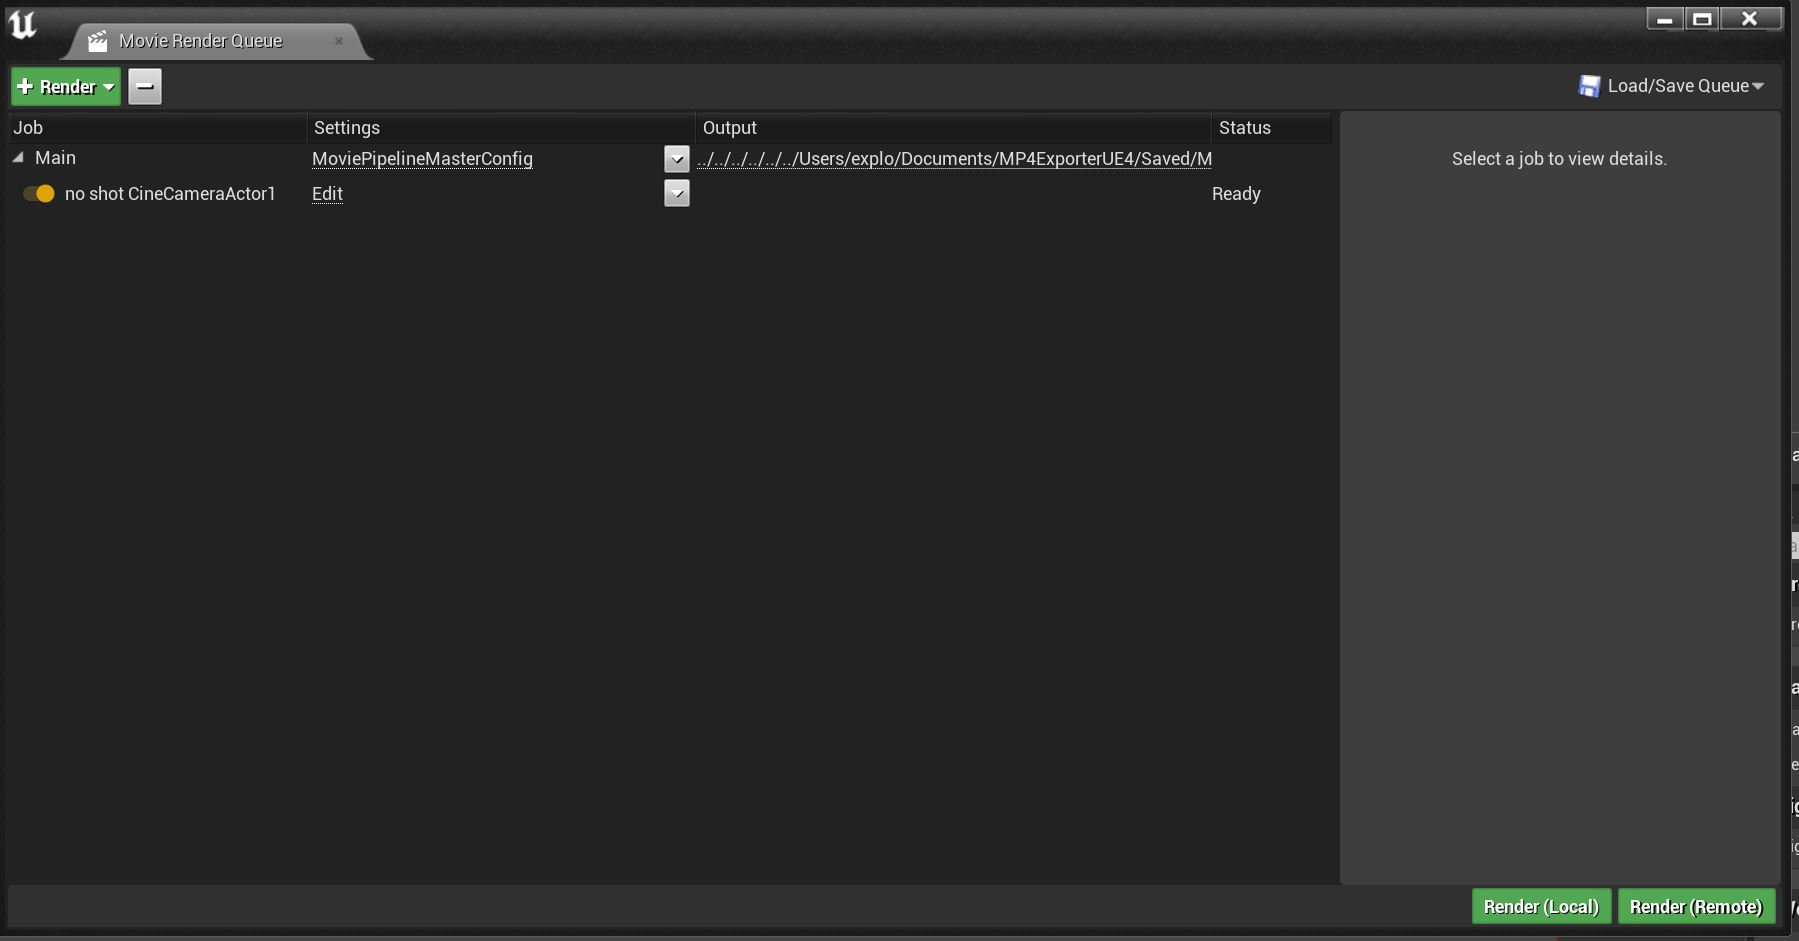 Movie Render Queue
Render
Load/Save Queue
Job Settings Output Status
Main MoviePipelineMasterConfig ../../../../../../Users/explo/Documents/MP4ExporterUE4/Saved/M
Select a job to view details.
no shot CineCameraActor1 Edit Ready
Render (Local) Render (Remote)